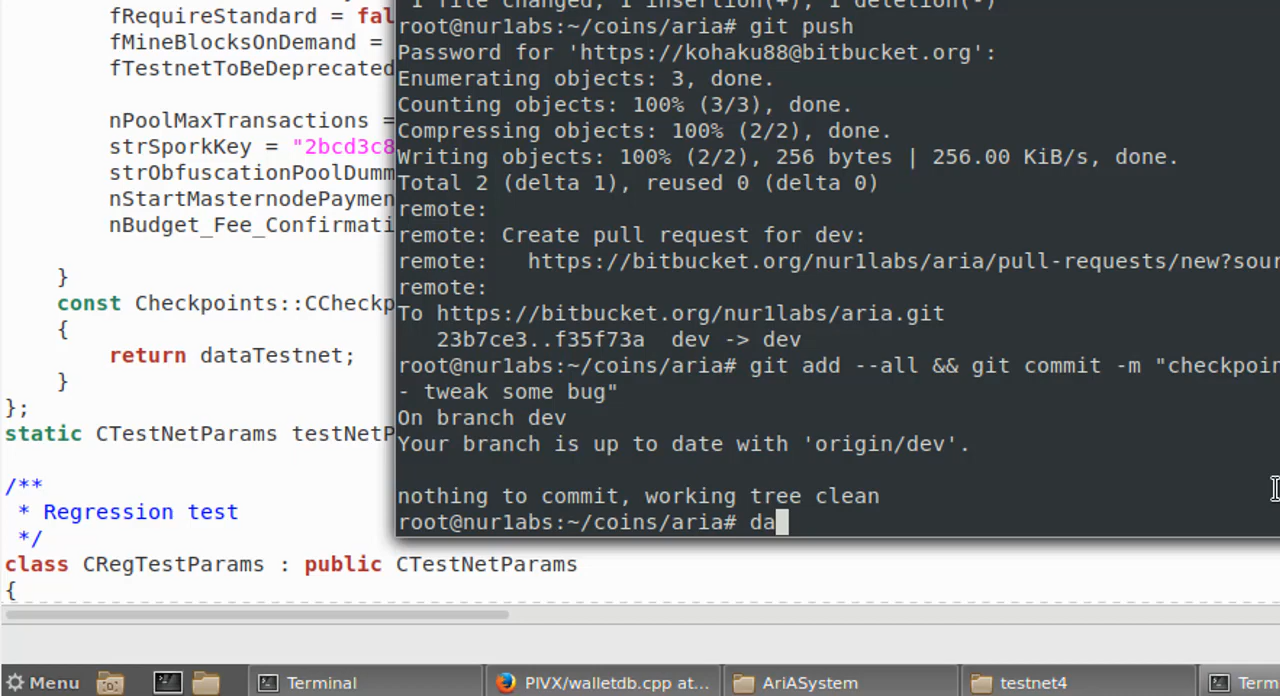 fRequireStandard = fal
fMineBlocksOnDemand =
fTestnetToBeDeprecated
nPoolMaxTransactions =
strSporkKey = "2bcd3c8
strObfuscationPoolDumm
nStartMasternodePaymen
nBudget_Fee_Confirmati
}
const Checkpoints::CCheckp
{
return dataTestnet;
}
};
static CTestNetParams testNetP
/**
* Regression test
*/
class CRegTestParams : public CTestNetParams
{
1 file changed, 1 insertion(+), 1 deletion(-)
root@nur1labs:~/coins/aria# git push
Password for 'https://kohaku88@bitbucket.org':
Enumerating objects: 3, done.
Counting objects: 100% (3/3), done.
Compressing objects: 100% (2/2), done.
Writing objects: 100% (2/2), 256 bytes | 256.00 KiB/s, done.
Total 2 (delta 1), reused 0 (delta 0)
remote:
remote: Create pull request for dev:
remote:   https://bitbucket.org/nur1labs/aria/pull-requests/new?sour
remote:
To https://bitbucket.org/nur1labs/aria.git
23b7ce3..f35f73a  dev -> dev
root@nur1labs:~/coins/aria# git add --all && git commit -m "checkpoin
- tweak some bug"
On branch dev
Your branch is up to date with 'origin/dev'.
nothing to commit, working tree clean
root@nur1labs:~/coins/aria# da
Menu
Terminal
PIVX/walletdb.cpp at...
AriASystem
testnet4
Term